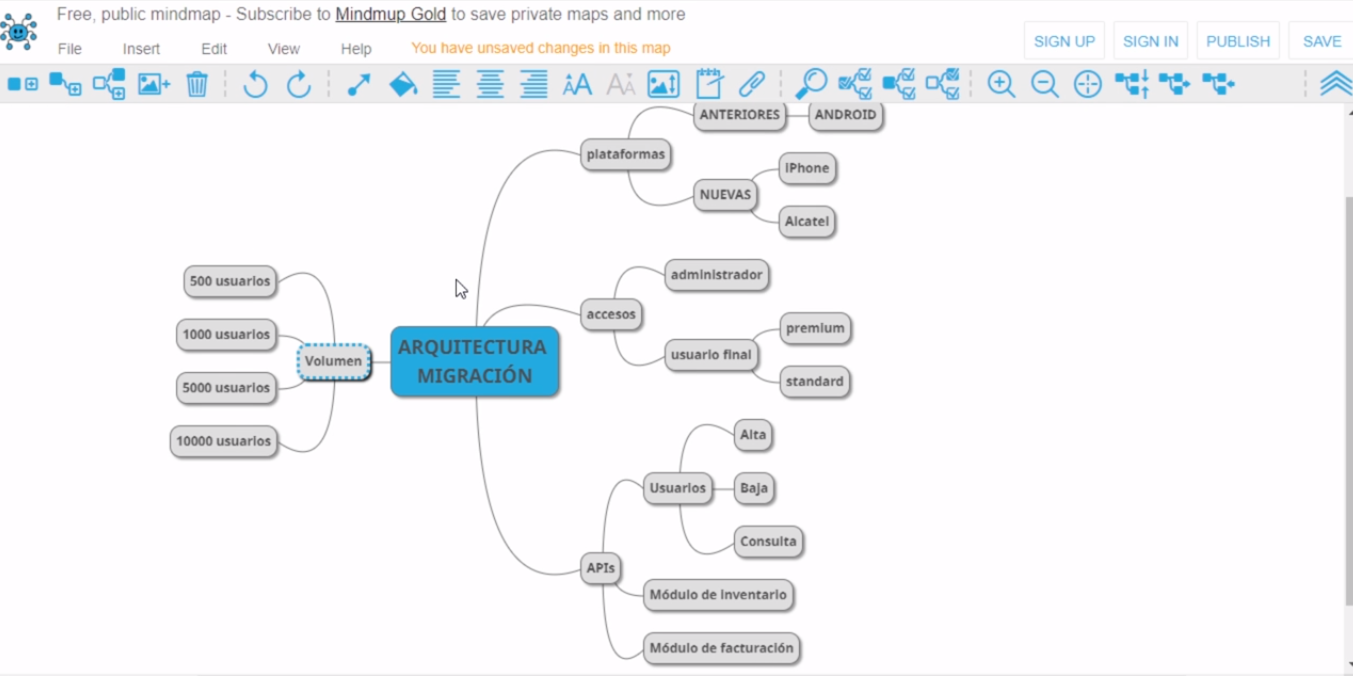 Free, public mindmap - Subscribe to Mindmup Gold to save private maps and more
File Insert Edit View Help You have unsaved changes in this map
SIGN UP SIGN IN PUBLISH SAVE
ANTERIORES
ANDROID
plataformas
iPhone
NUEVAS
Alcatel
administrador
accesos
premium
usuario final
standard
500 usuarios
1000 usuarios
Volumen
5000 usuarios
10000 usuarios
ARQUITECTURA
MIGRACIÓN
Alta
Usuarios
Baja
Consulta
APIs
Módulo de inventario
Módulo de facturación